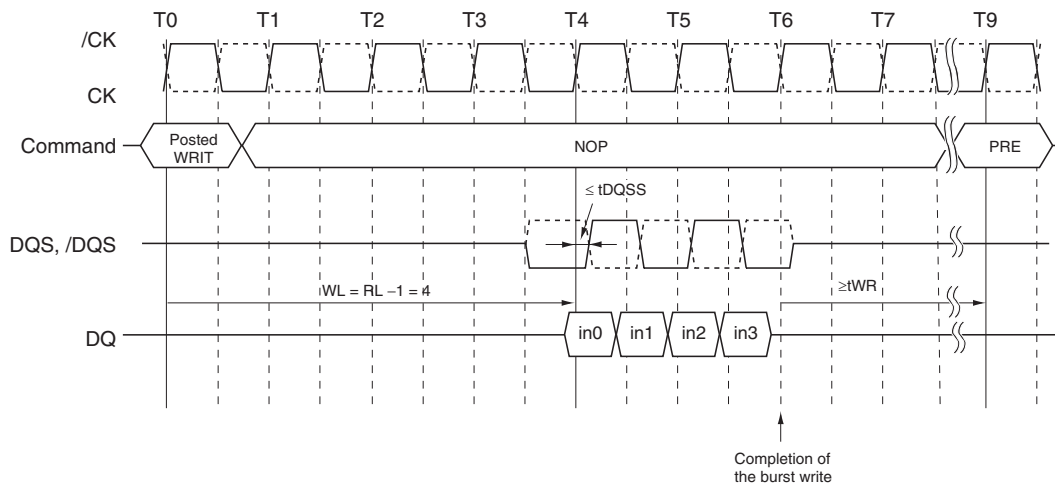 T0 T1 T2 T3 T4 T5 T6 T7 T9
/CK
CK
Command
Posted
WRIT
NOP
PRE
≤ tDQSS
DQS, /DQS
WL = RL −1 = 4
≥tWR
DQ
in0 in1 in2 in3
Completion of
the burst write